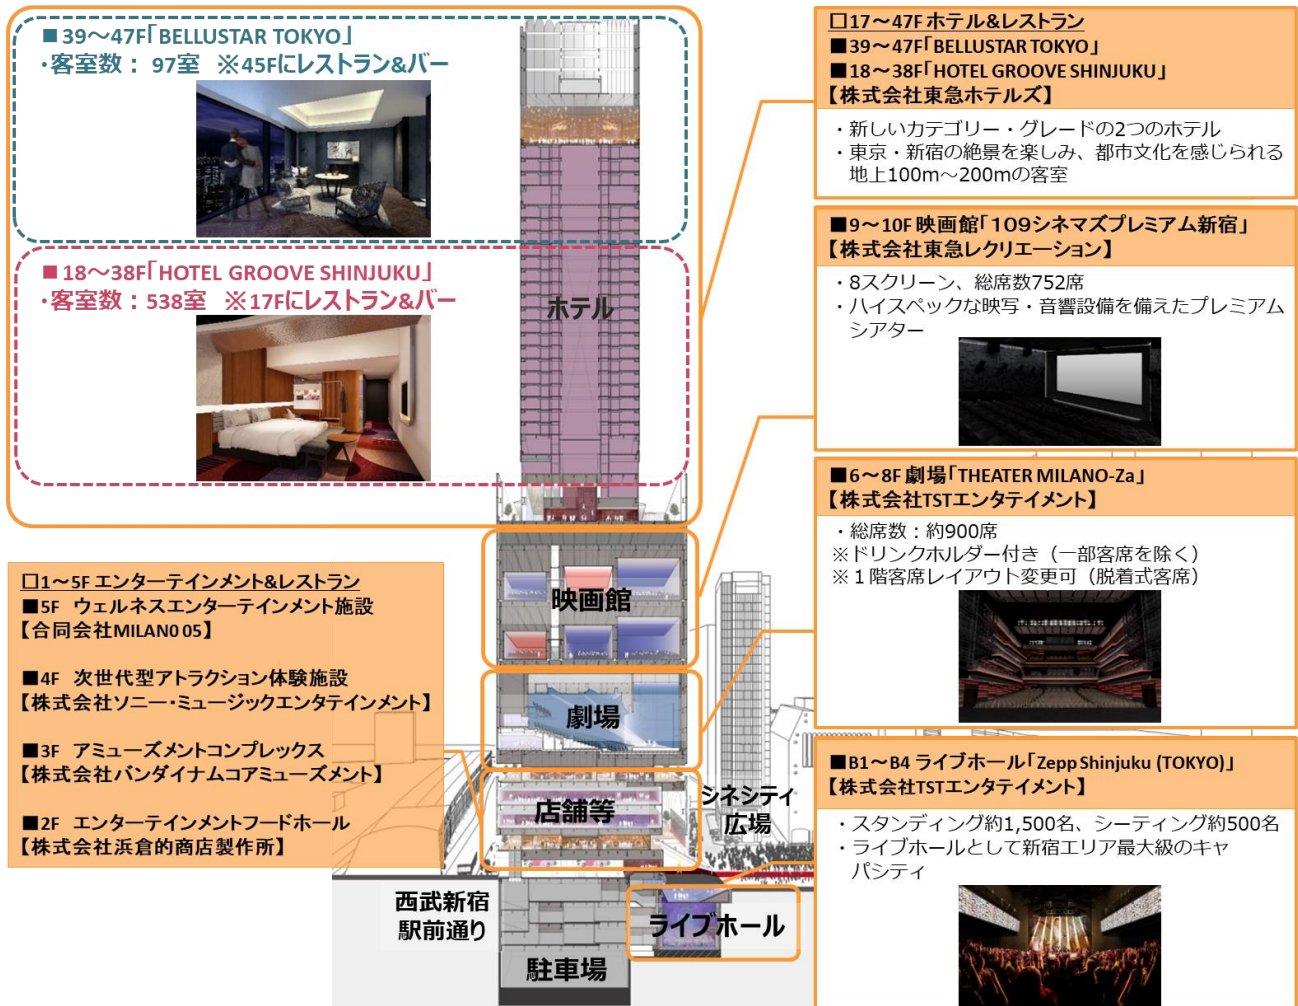 ■39～47F「BELLUSTAR TOKYO」
・客室数： 97室 ※45Fにレストラン&バー
■18～38F「HOTEL GROOVE SHINJUKU」
・客室数：538室 ※17Fにレストラン&バー
ホテル
映画館
劇場
店舗等
シネシティ
広場
西武新宿
駅前通り
ライブホール
駐車場
□1～5F エンターテインメント&レストラン
■5F ウェルネスエンターテインメント施設
【合同会社MILANO 05】
■4F 次世代型アトラクション体験施設
【株式会社ソニー・ミュージックエンタテインメント】
■3F アミューズメントコンプレックス
【株式会社バンダイナムコアミューズメント】
■2F エンターテインメントフードホール
【株式会社浜倉的商店製作所】
□17～47F ホテル&レストラン
■39～47F「BELLUSTAR TOKYO」
■18～38F「HOTEL GROOVE SHINJUKU」
【株式会社東急ホテルズ】
・新しいカテゴリー・グレードの2つのホテル
・東京・新宿の絶景を楽しみ、都市文化を感じられる
地上100m～200mの客室
■9～10F 映画館「109シネマズプレミアム新宿」
【株式会社東急レクリエーション】
・8スクリーン、総席数752席
・ハイスペックな映写・音響設備を備えたプレミアム
シアター
■6～8F 劇場「THEATER MILANO-Za」
【株式会社TSTエンタテイメント】
・総席数：約900席
※ドリンクホルダー付き（一部客席を除く）
※１階客席レイアウト変更可（脱着式客席）
■B1～B4 ライブホール「Zepp Shinjuku (TOKYO)」
【株式会社TSTエンタテイメント】
・スタンディング約1,500名、シーティング約500名
・ライブホールとして新宿エリア最大級のキャ
パシティ